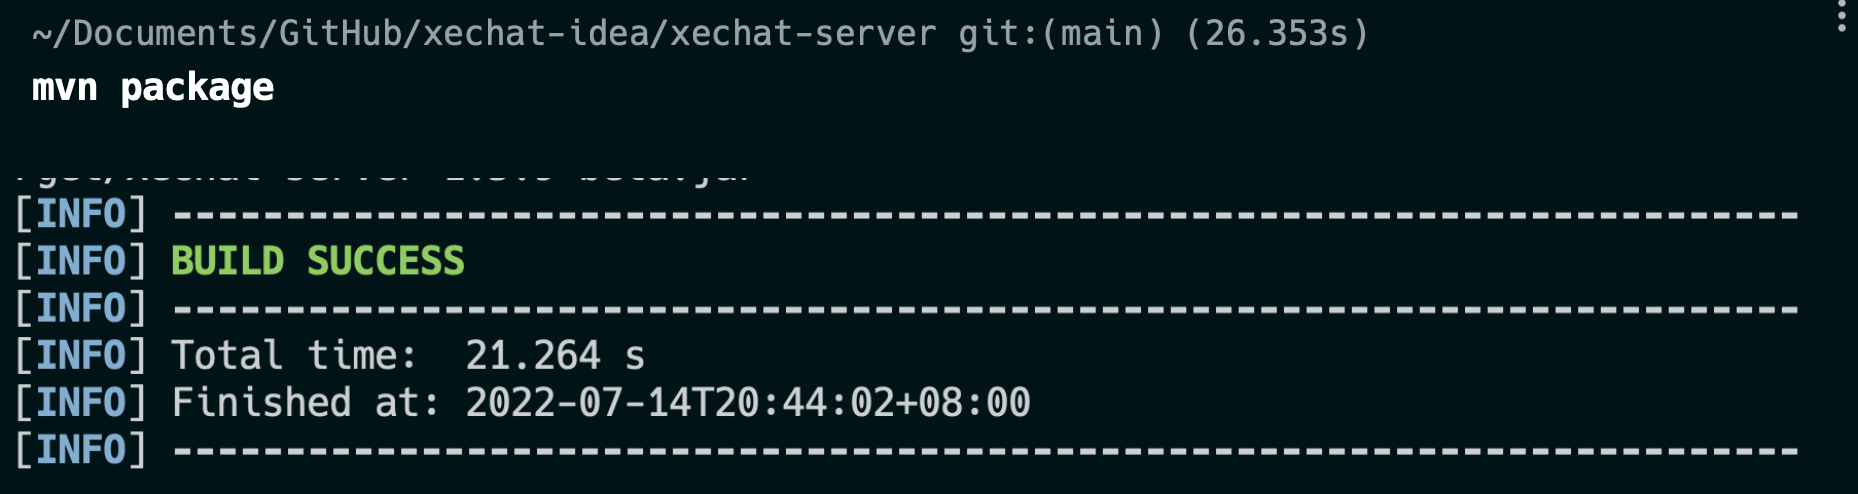 ~/Documents/GitHub/xechat-idea/xechat-server git:(main) (26.353s)
mvn package
[INFO] ------------------------------------------------------------------------
[INFO] BUILD SUCCESS
[INFO] ------------------------------------------------------------------------
[INFO] Total time:  21.264 s
[INFO] Finished at: 2022-07-14T20:44:02+08:00
[INFO] ------------------------------------------------------------------------